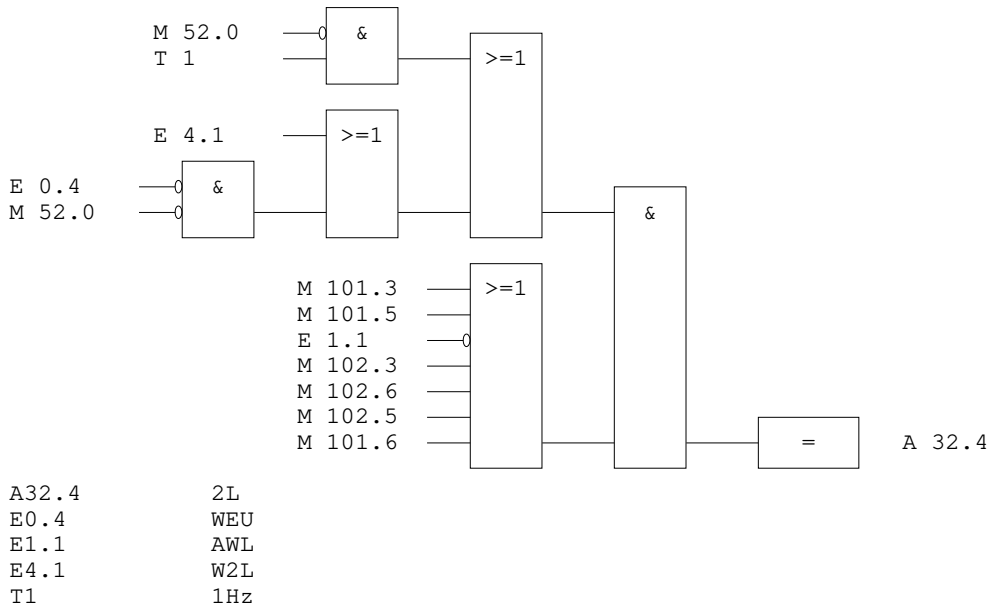 M 52.0 &
T 1 >=1
E 4.1 >=1
E 0.4 &
M 52.0 &
M 101.3 >=1
M 101.5
E 1.1
M 102.3
M 102.6
M 102.5
M 101.6 = A 32.4
A32.4 2L
E0.4 WEU
E1.1 AWL
E4.1 W2L
T1 1Hz